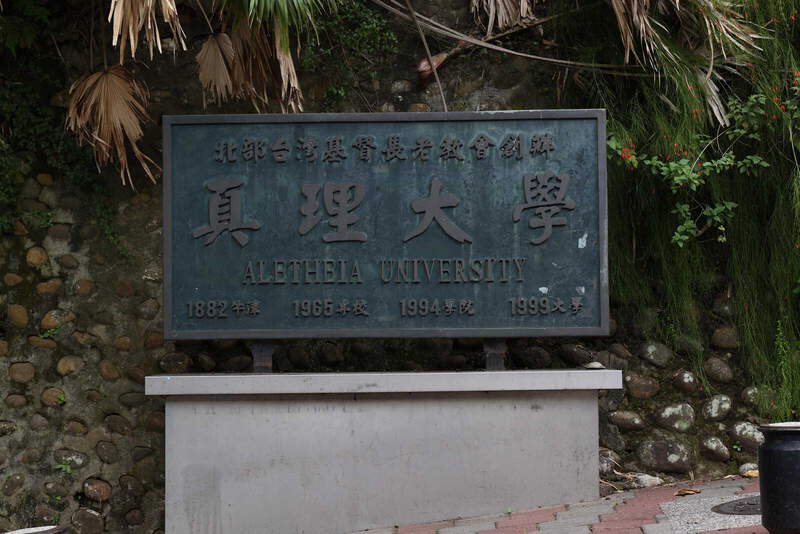 北部台灣基督長老教會創辦
真理大學
ALETHEIA UNIVERSITY
1882牛津 1965專校 1994學院 1999大學